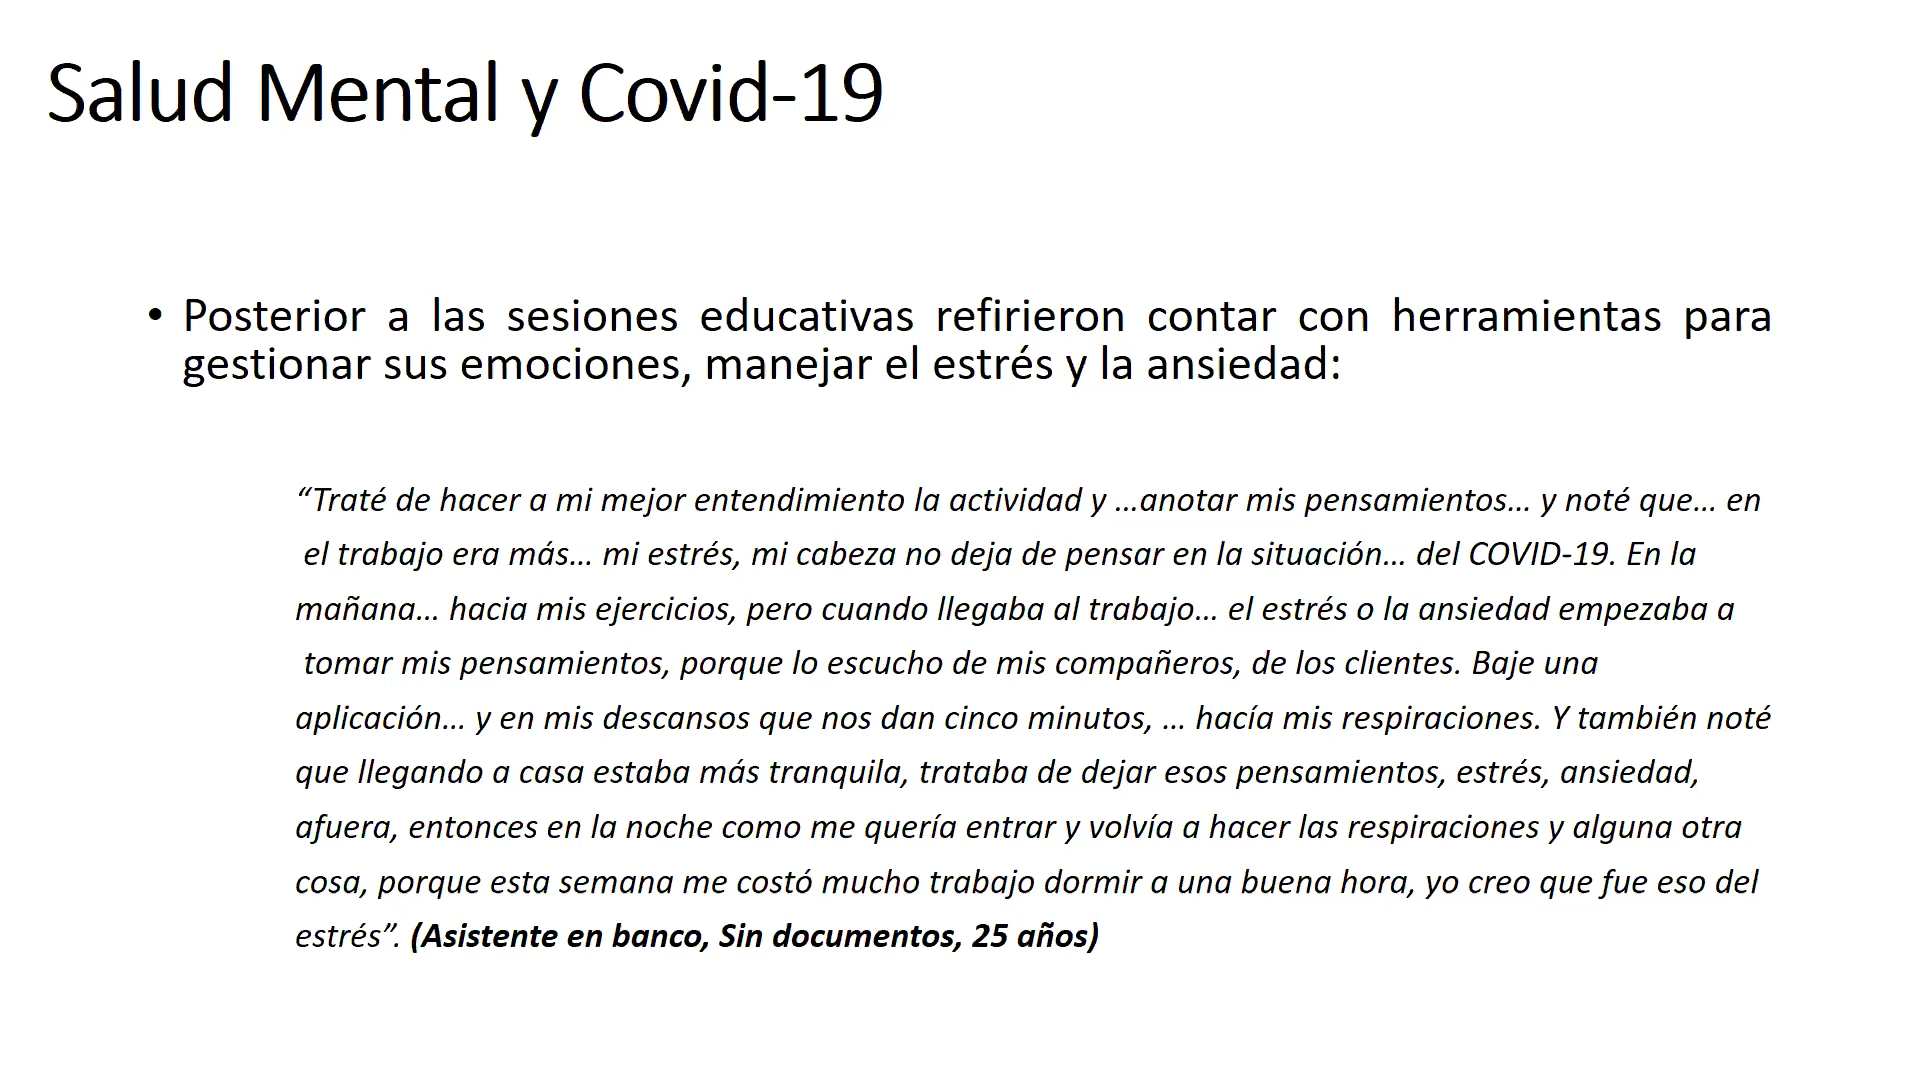 Salud Mental y Covid-19
• Posterior a las sesiones educativas refirieron contar con herramientas para
gestionar sus emociones, manejar el estrés y la ansiedad:
“Traté de hacer a mi mejor entendimiento la actividad y …anotar mis pensamientos… y noté que… en
el trabajo era más… mi estrés, mi cabeza no deja de pensar en la situación… del COVID-19. En la
mañana… hacia mis ejercicios, pero cuando llegaba al trabajo… el estrés o la ansiedad empezaba a
tomar mis pensamientos, porque lo escucho de mis compañeros, de los clientes. Baje una
aplicación… y en mis descansos que nos dan cinco minutos, … hacía mis respiraciones. Y también noté
que llegando a casa estaba más tranquila, trataba de dejar esos pensamientos, estrés, ansiedad,
afuera, entonces en la noche como me quería entrar y volvía a hacer las respiraciones y alguna otra
cosa, porque esta semana me costó mucho trabajo dormir a una buena hora, yo creo que fue eso del
estrés”. (Asistente en banco, Sin documentos, 25 años)